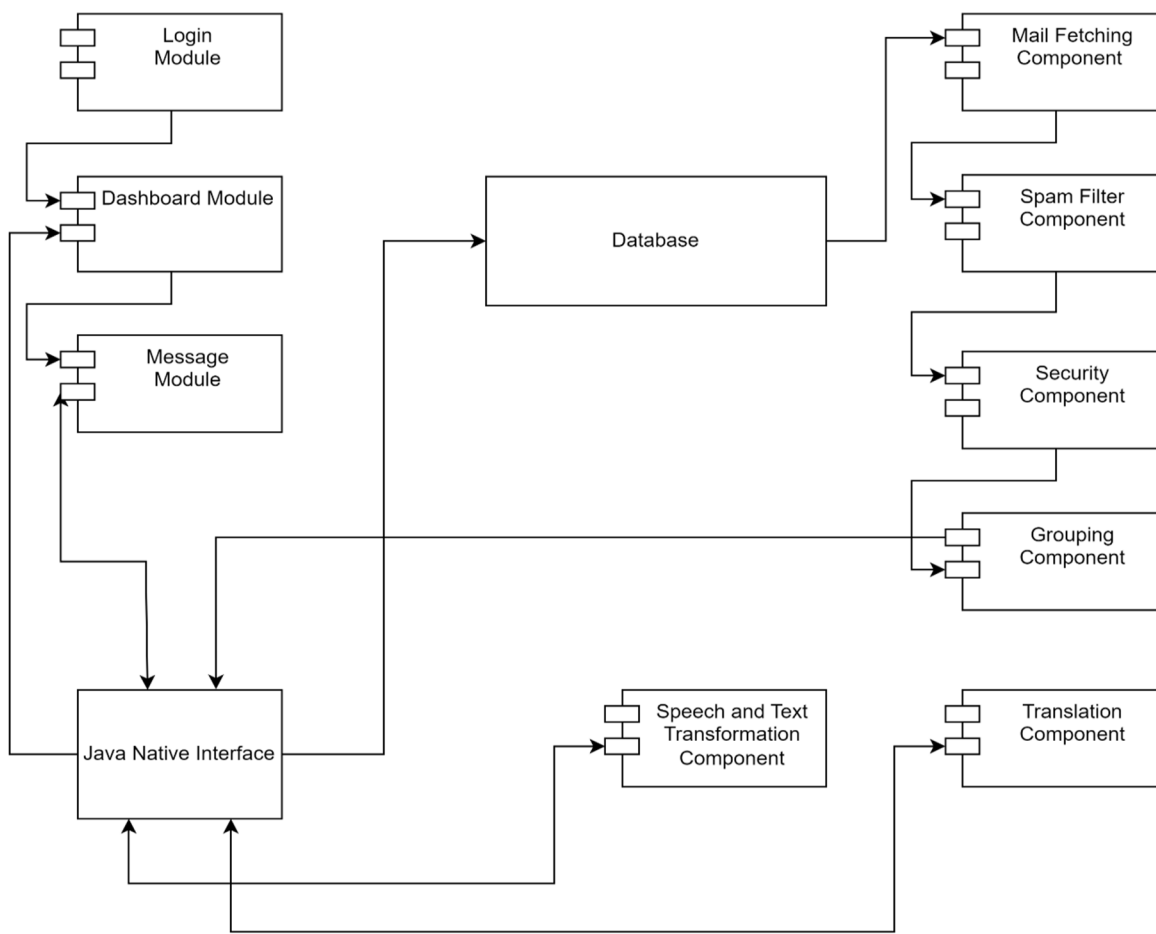 Login
Module
Mail Fetching
Component
Dashboard Module
Database
Spam Filter
Component
Message
Module
Security
Component
Grouping
Component
Java Native Interface
Speech and Text
Transformation
Component
Translation
Component